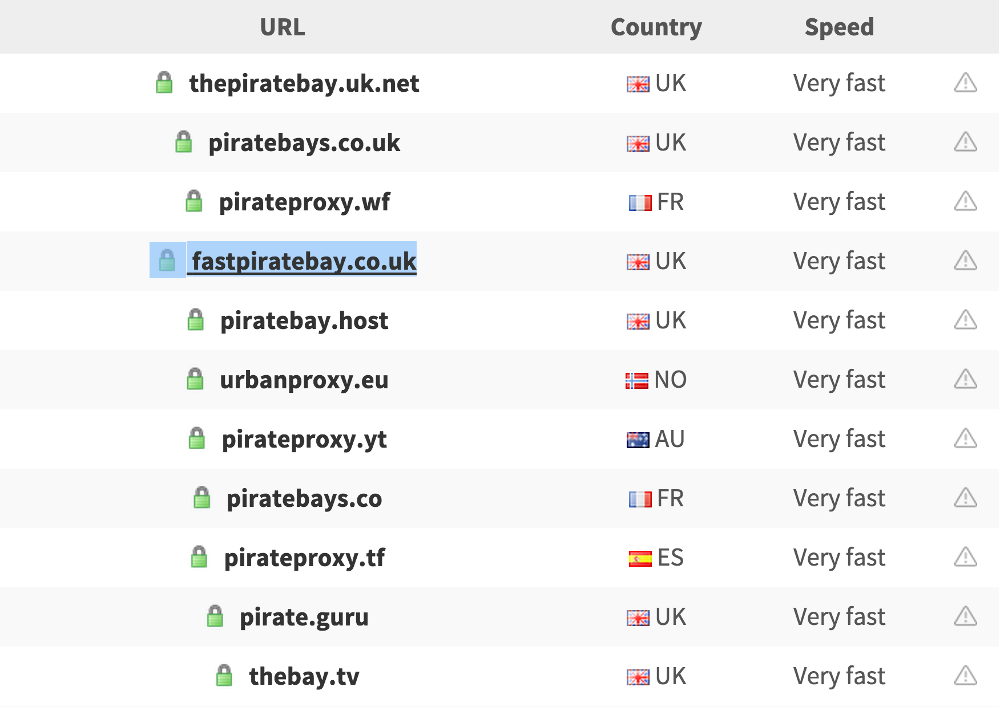 URL Country Speed
thepiratebay.uk.net UK Very fast
piratebays.co.uk UK Very fast
pirateproxy.wf FR Very fast
fastpiratebay.co.uk UK Very fast
piratebay.host UK Very fast
urbanproxy.eu NO Very fast
pirateproxy.yt AU Very fast
piratebays.co FR Very fast
pirateproxy.tf ES Very fast
pirate.guru UK Very fast
thebay.tv UK Very fast